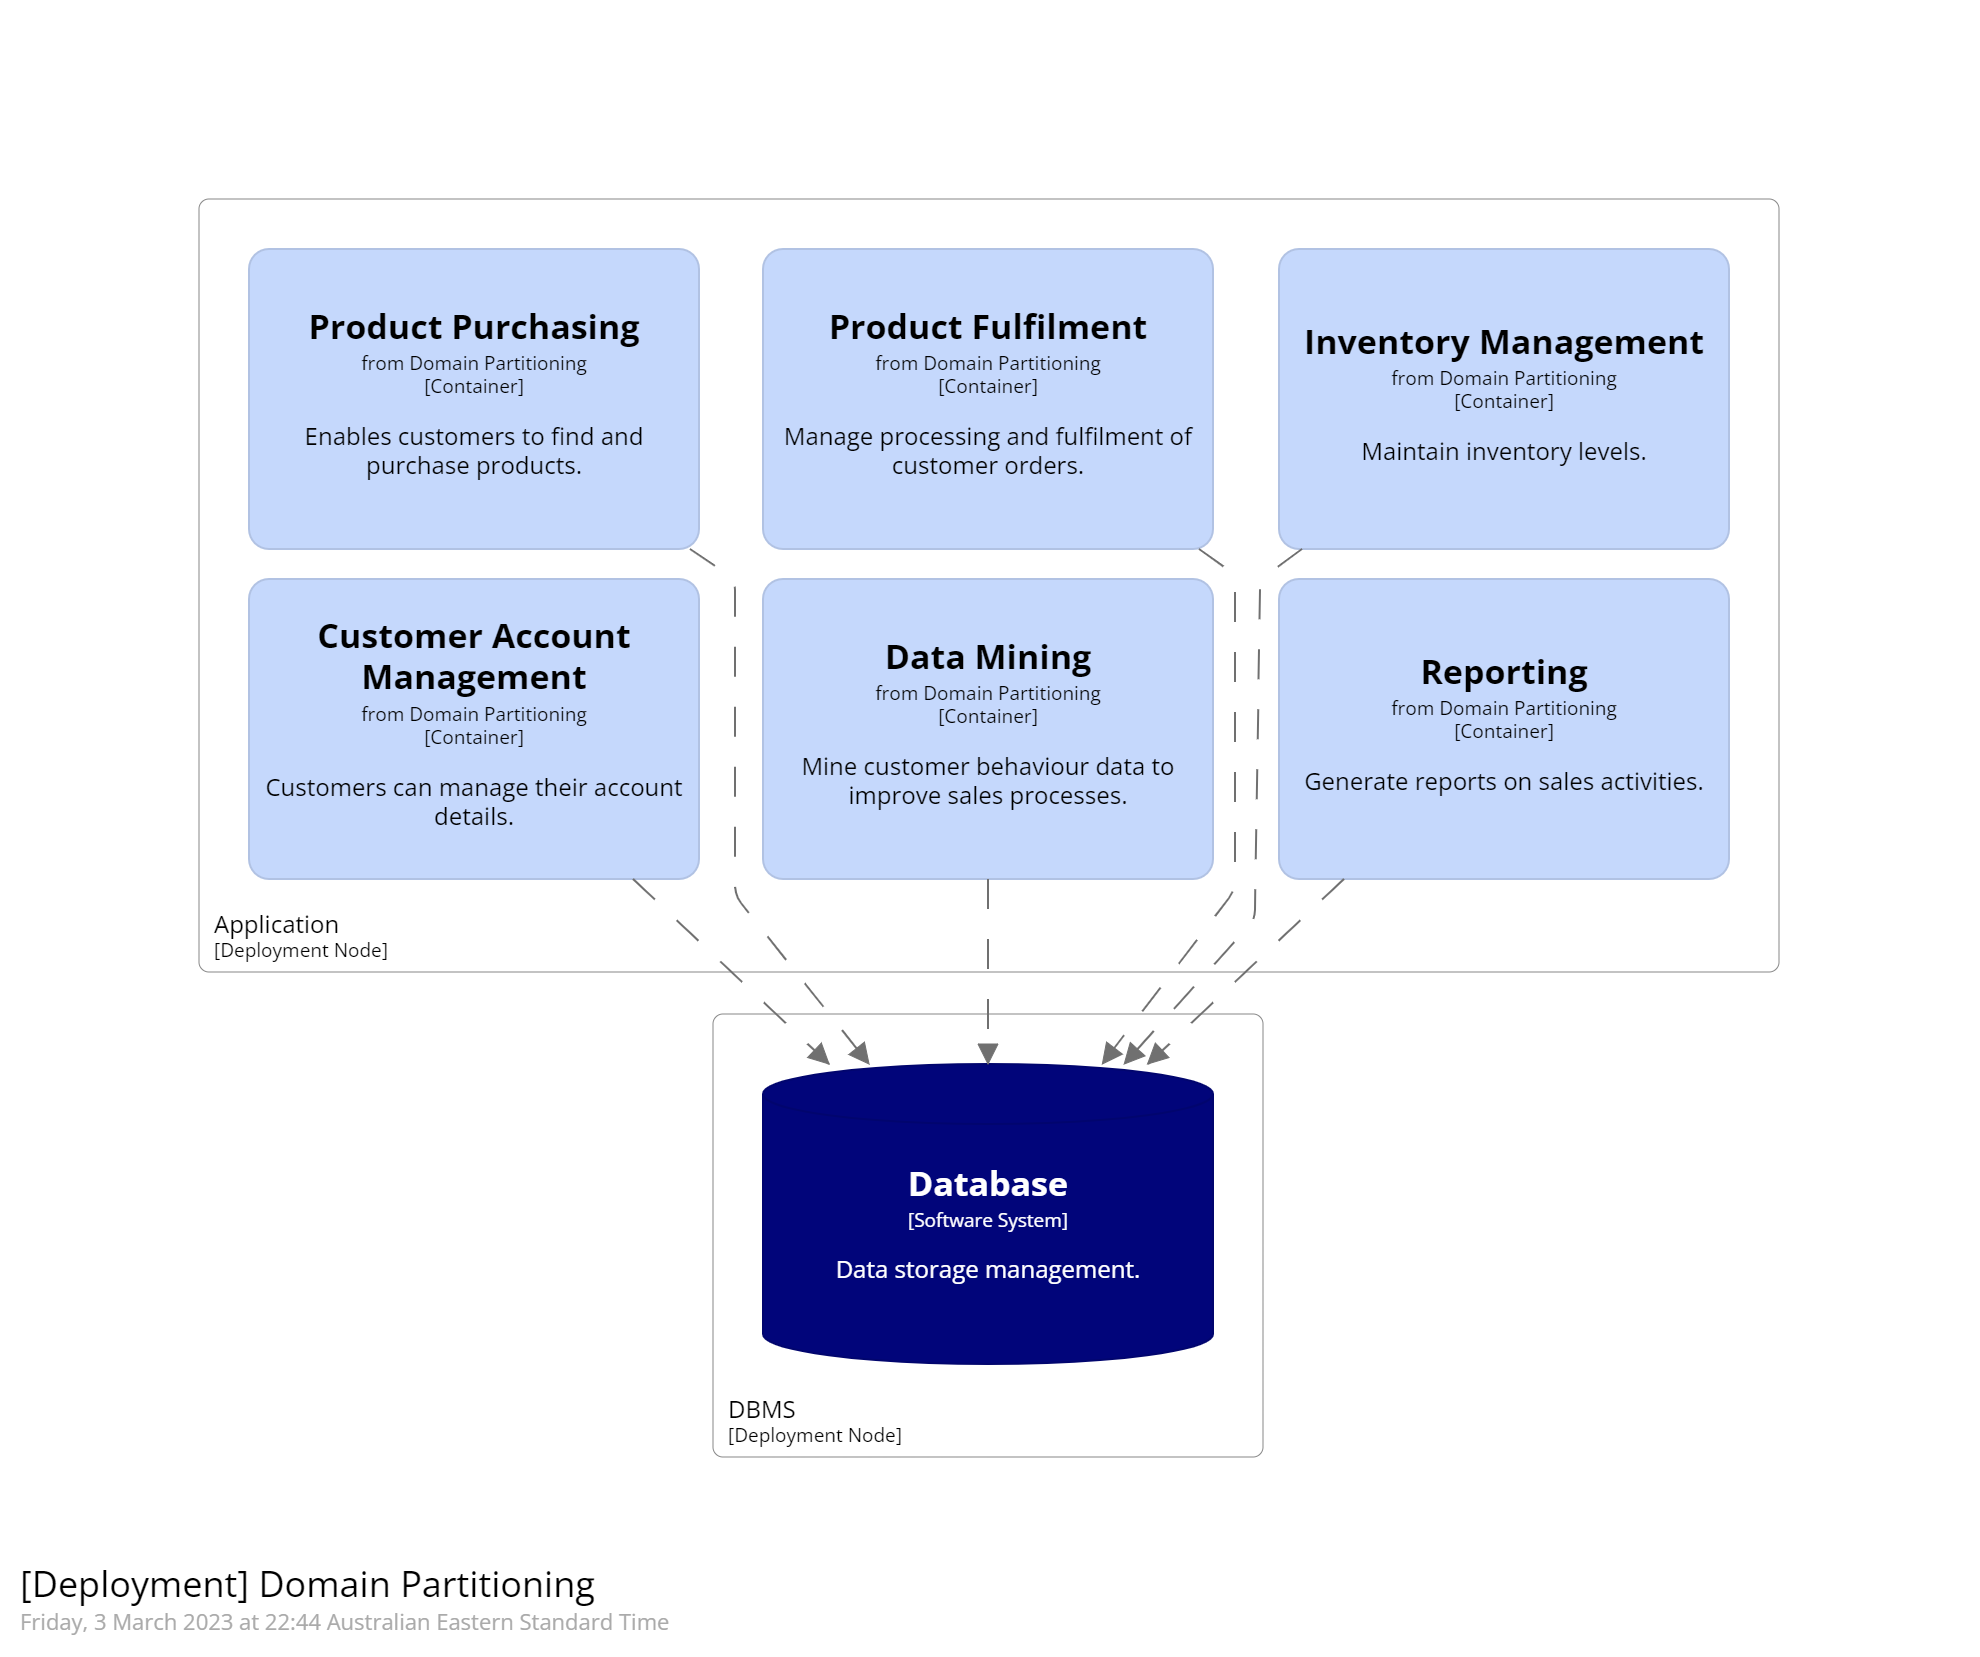 Product Purchasing
from Domain Partitioning
[Container]
Enables customers to find and
purchase products.
Product Fulfilment
from Domain Partitioning
[Container]
Manage processing and fulfilment of
customer orders.
Inventory Management
from Domain Partitioning
[Container]
Maintain inventory levels.
Customer Account
Management
from Domain Partitioning
[Container]
Customers can manage their account
details.
Data Mining
from Domain Partitioning
[Container]
Mine customer behaviour data to
improve sales processes.
Reporting
from Domain Partitioning
[Container]
Generate reports on sales activities.
Application
[Deployment Node]
Database
[Software System]
Data storage management.
DBMS
[Deployment Node]
[Deployment] Domain Partitioning
Friday, 3 March 2023 at 22:44 Australian Eastern Standard Time